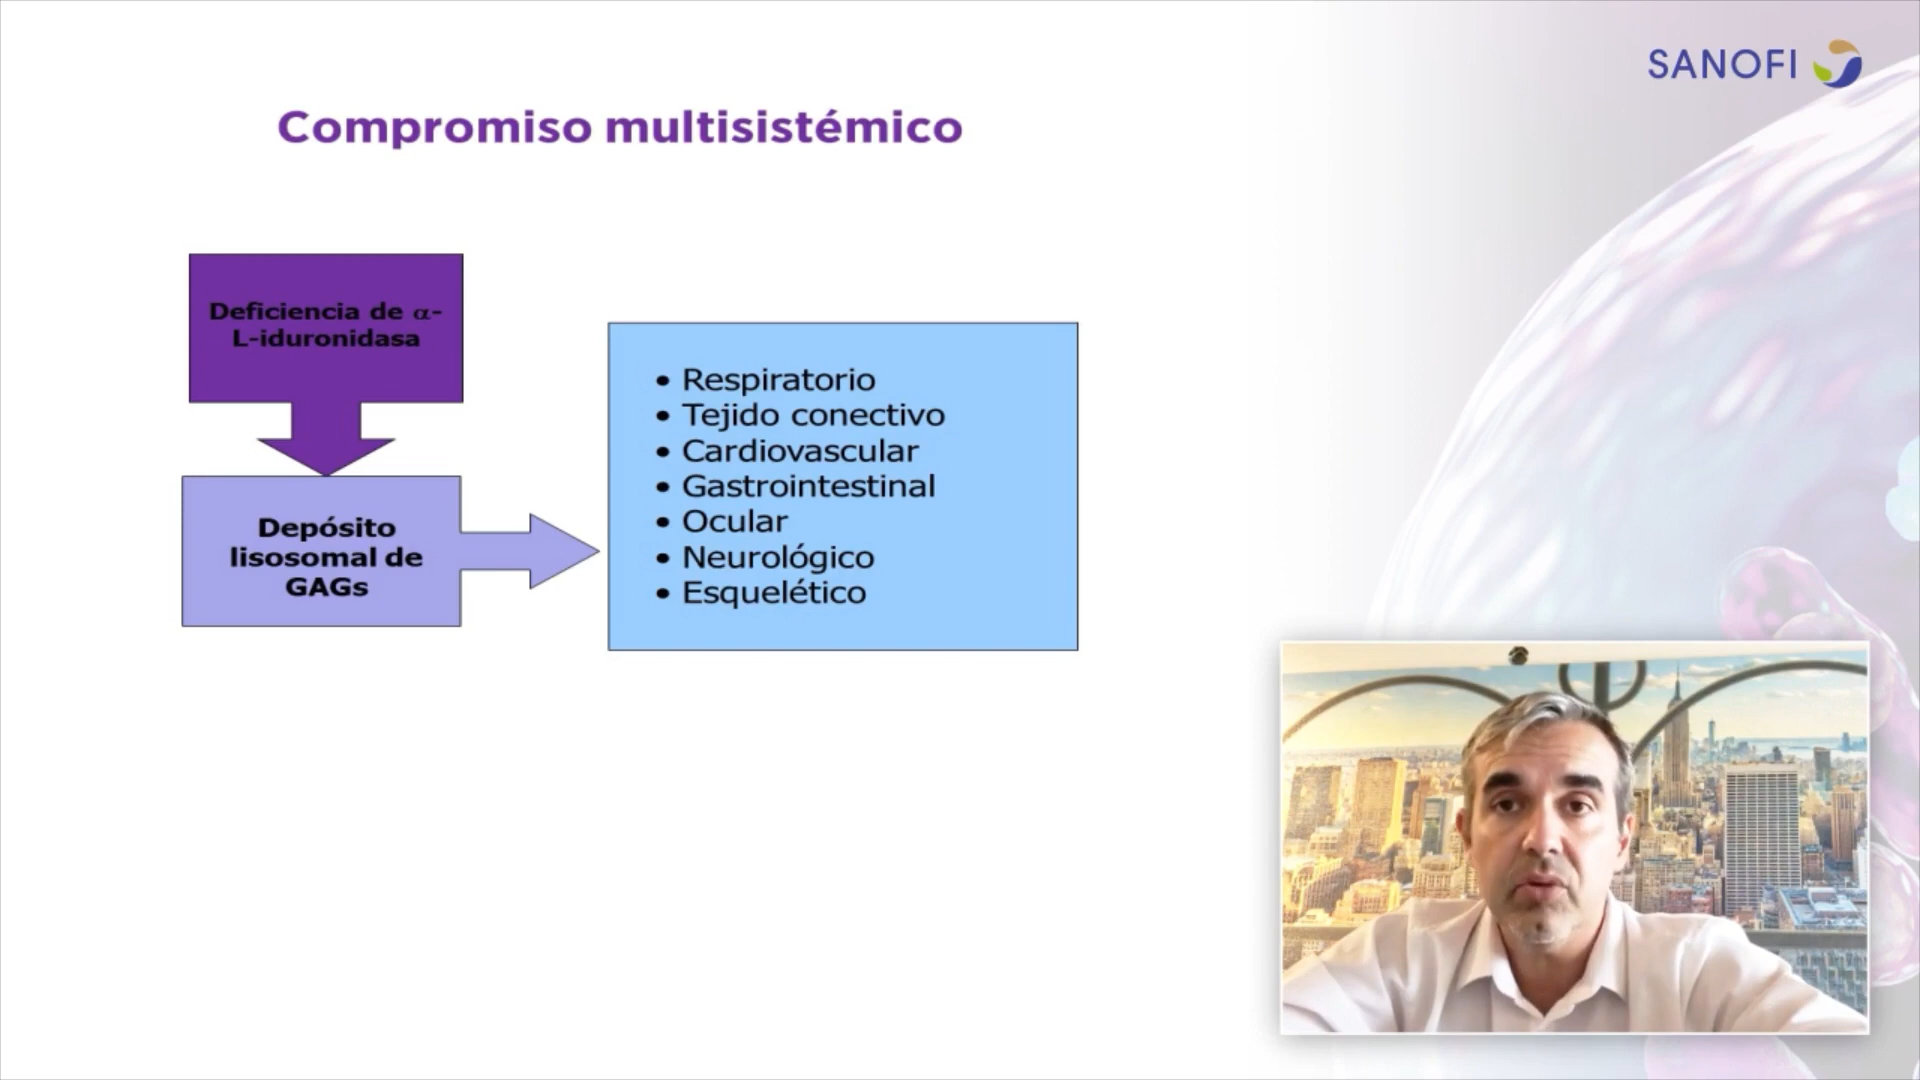 SANOFI
Compromiso multisistémico
Deficiencia de α-
L-iduronidasa
Depósito
lisosomal de
GAGs
• Respiratorio
• Tejido conectivo
• Cardiovascular
• Gastrointestinal
• Ocular
• Neurológico
• Esquelético